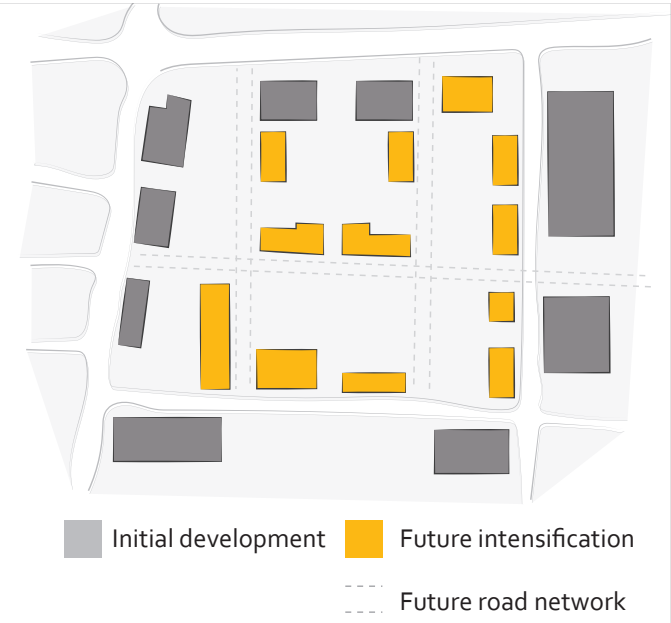 Initial development
Future intensification
Future road network